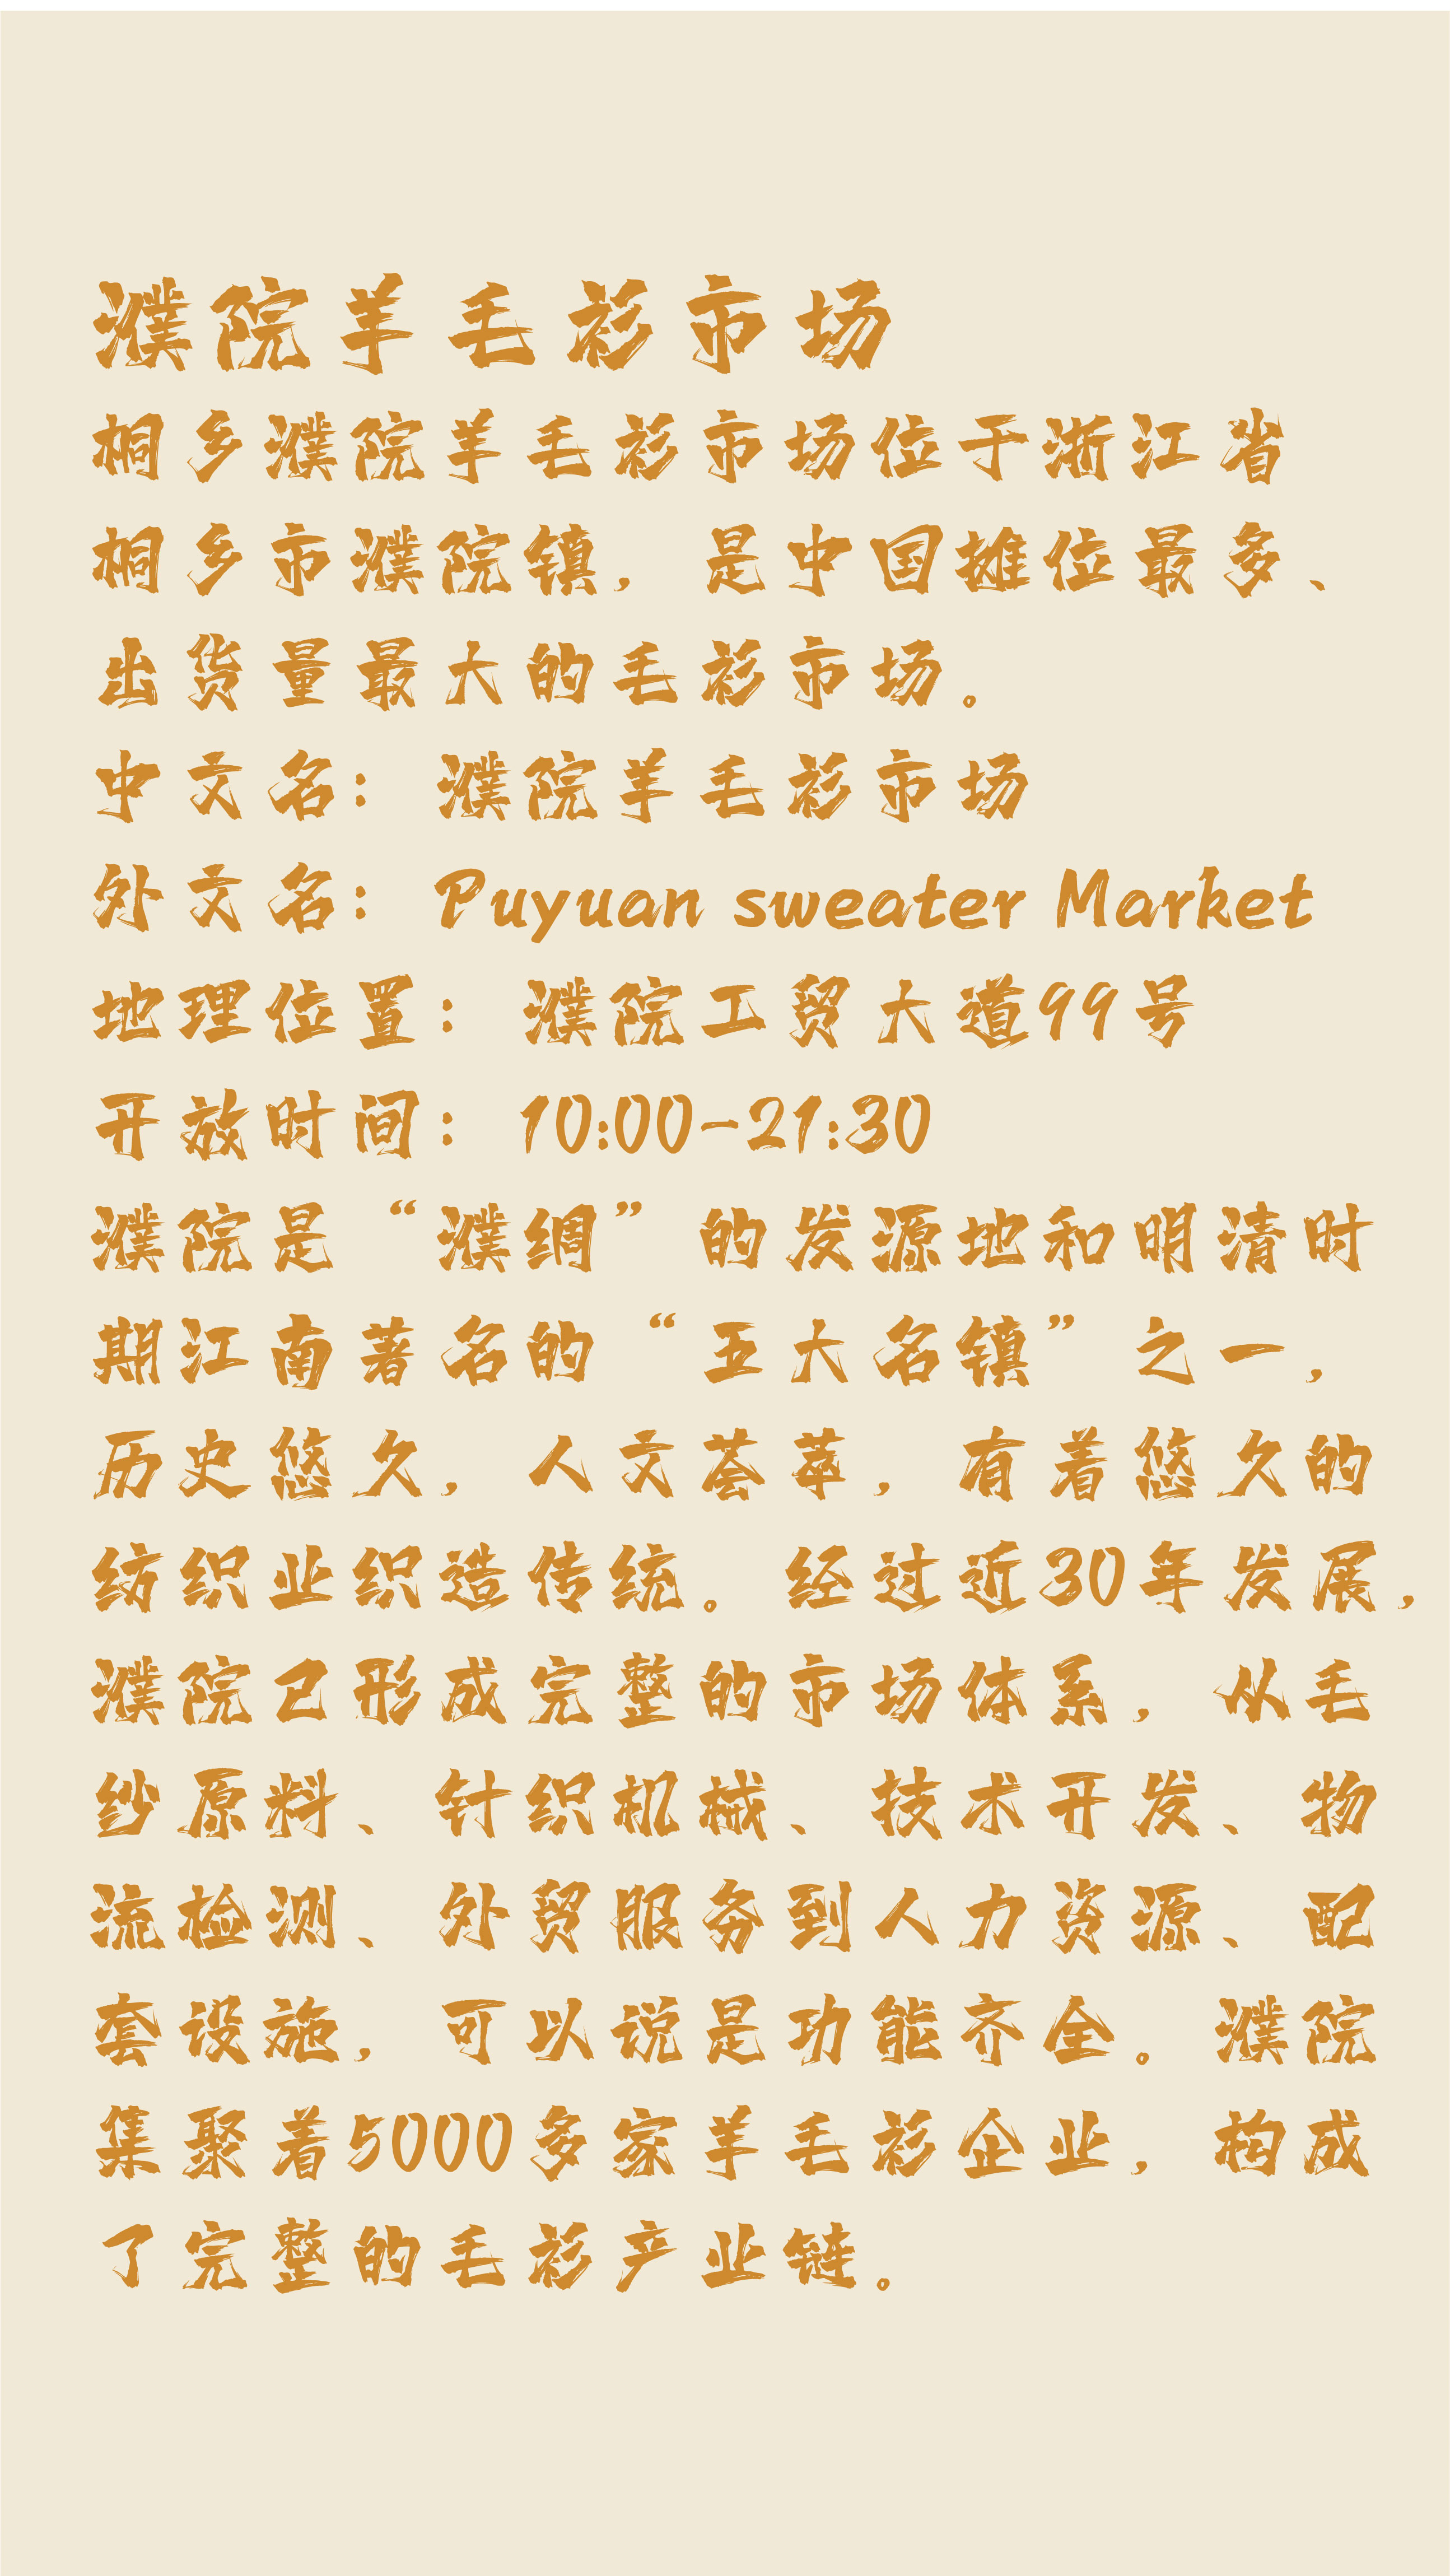 濮院羊毛衫市场
桐乡濮院羊毛衫市场位于浙江省
桐乡市濮院镇，是中国摊位最多、
出货量最大的毛衫市场。
中文名：濮院羊毛衫市场
外文名：Puyuan sweater Market
地理位置：濮院工贸大道99号
开放时间：10:00-21:30
濮院是“濮绸”的发源地和明清时
期江南著名的“五大名镇”之一，
历史悠久，人文荟萃，有着悠久的
纺织业织造传统。经过近30年发展，
濮院已形成完整的市场体系，从毛
纱原料、针织机械、技术开发、物
流检测、外贸服务到人力资源、配
套设施，可以说是功能齐全。濮院
集聚着5000多家羊毛衫企业，构成
了完整的毛衫产业链。